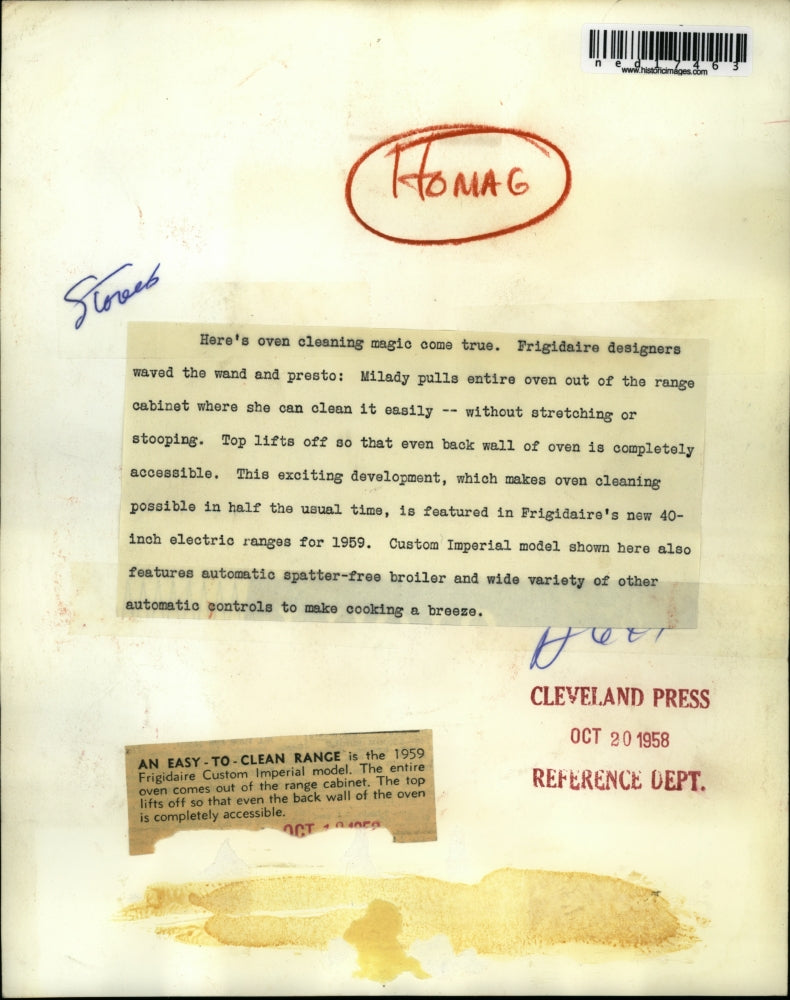 ned17463
www.historicimages.com
HOMAG
Stoves
Here's oven cleaning magic come true. Frigidaire designers
waved the wand and presto: Milady pulls entire oven out of the range
cabinet where she can clean it easily -- without stretching or
stooping. Top lifts off so that even back wall of oven is completely
accessible. This exciting development, which makes oven cleaning
possible in half the usual time, is featured in Frigidaire's new 40-
inch electric ranges for 1959. Custom Imperial model shown here also
features automatic spatter-free broiler and wide variety of other
automatic controls to make cooking a breeze.
CLEVELAND PRESS
OCT 20 1958
REFERENCE DEPT.
AN EASY-TO-CLEAN RANGE is the 1959
Frigidaire Custom Imperial model. The entire
oven comes out of the range cabinet. The top
lifts off so that even the back wall of the oven
is completely accessible.
OCT